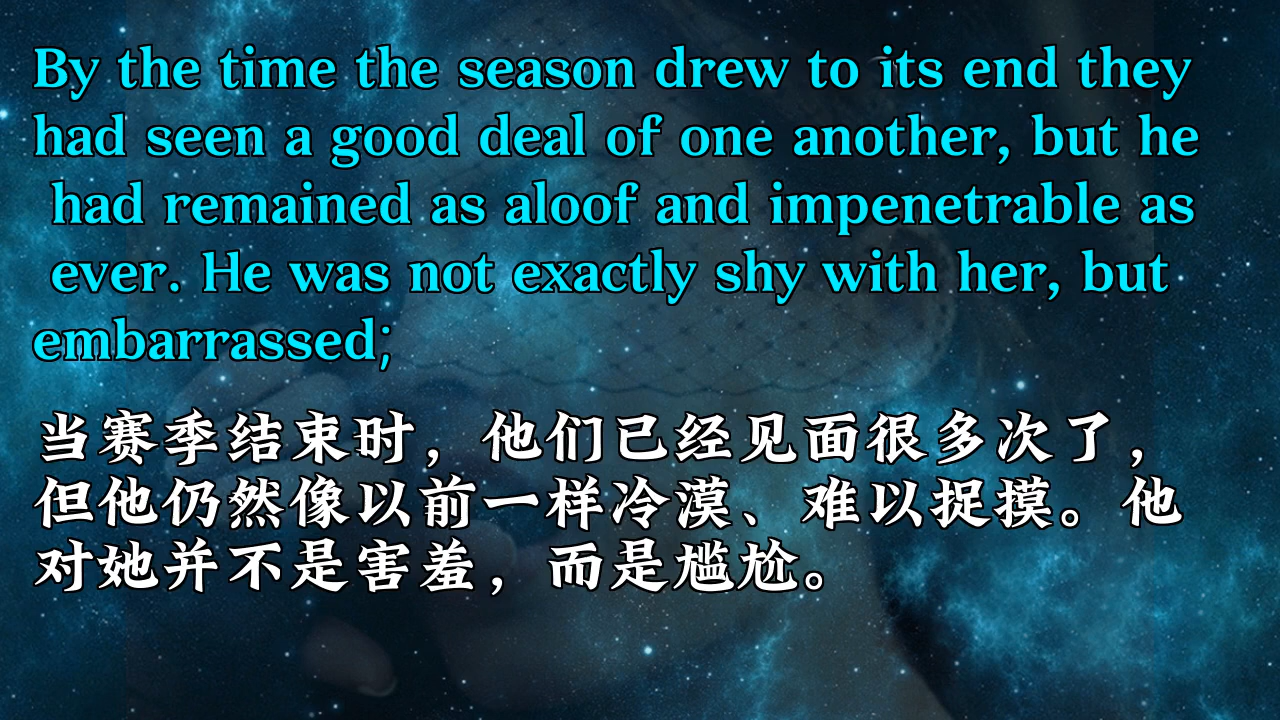 By the time the season drew to its end they
had seen a good deal of one another, but he
had remained as aloof and impenetrable as
ever. He was not exactly shy with her, but
embarrassed;
当赛季结束时，他们已经见面很多次了，
但他仍然像以前一样冷漠、难以捉摸。他
对她并不是害羞，而是尴尬。